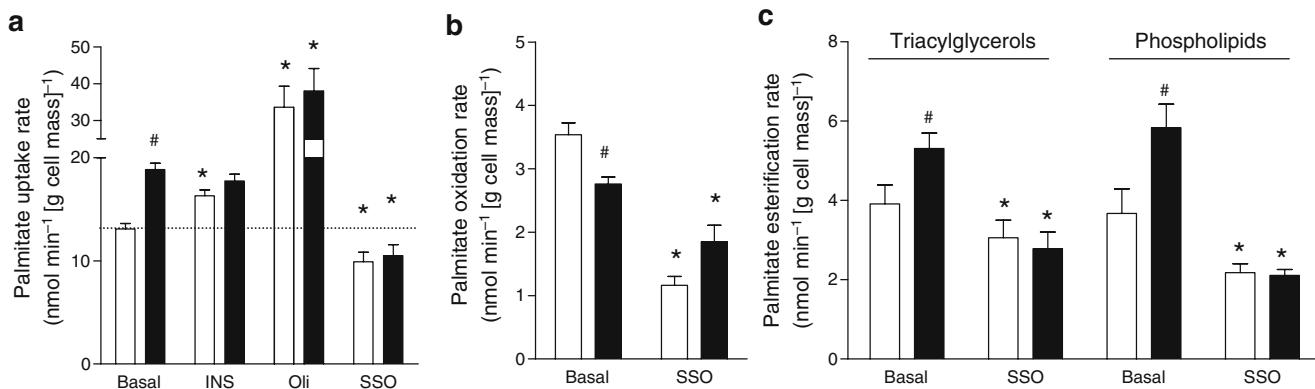 a
Palmitate uptake rate
(nmol min⁻¹ [g cell mass]⁻¹)
50
40
30
20
10
0
#
*
*
*
*
*
Basal INS Oli SSO
b
Palmitate oxidation rate
(nmol min⁻¹ [g cell mass]⁻¹)
5
4
3
2
1
0
#
*
*
Basal SSO
c
Palmitate esterification rate
(nmol min⁻¹ [g cell mass]⁻¹)
8
6
4
2
0
Triacylglycerols Phospholipids
#
*
*
#
*
*
Basal SSO Basal SSO